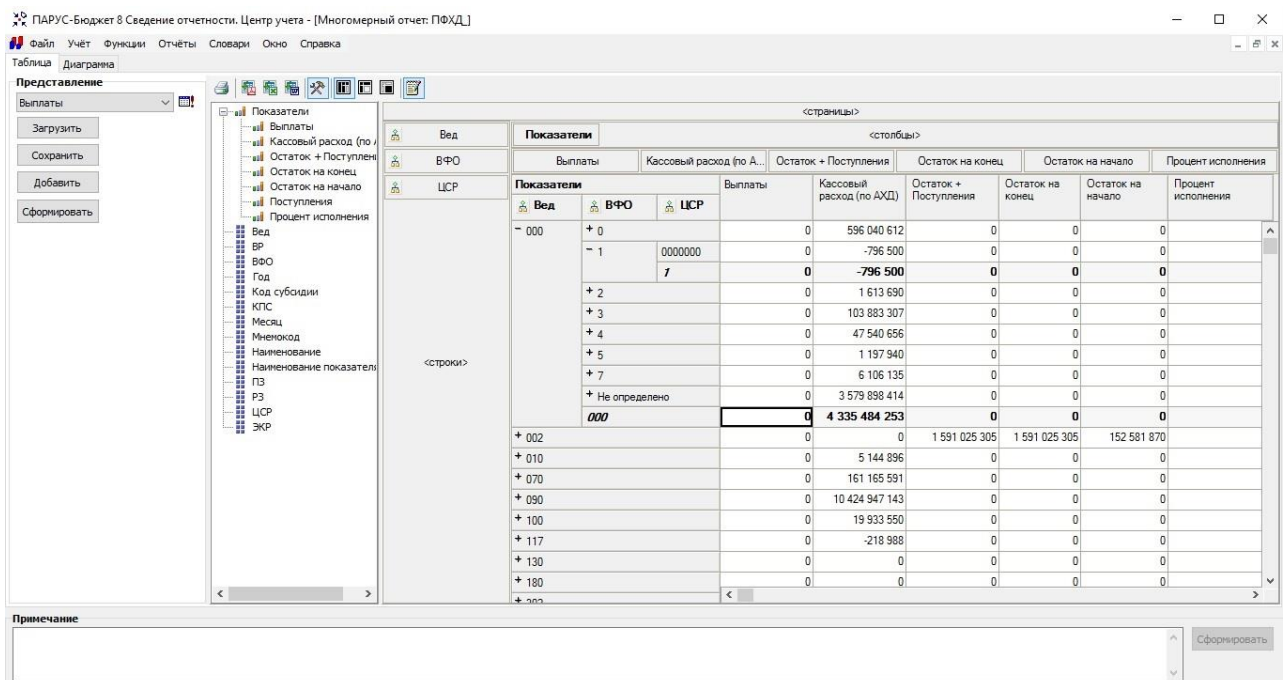 ПАРУС-Бюджет 8 Сведение отчетности. Центр учета - [Многомерный отчет: ПФХД_]
Файл Учёт Функции Отчёты Словари Окно Справка
Таблица Диаграмма
Представление
Выплаты
Загрузить
Сохранить
Добавить
Сформировать
Показатели
Выплаты
Кассовый расход (по
Остаток + Поступлени
Остаток на конец
Остаток на начало
Поступления
Процент исполнения
Вед
ВР
ВФО
Год
Код субсидии
КПС
Месяц
Мнемокод
Наименование
Наименование показателя
ПЗ
РЗ
ЦСР
ЭКР
<страницы>
Вед
ВФО
ЦСР
<строки>
Показатели <столбцы>
Выплаты Кассовый расход (по А... Остаток + Поступления Остаток на конец Остаток на начало Процент исполнения
Показатели Выплаты Кассовый расход (по АХД) Остаток + Поступления Остаток на конец Остаток на начало Процент исполнения
Вед ВФО ЦСР
- 000 + 0 0 596 040 612 0 0 0
- 1 0000000 0 -796 500 0 0 0
1 0 -796 500 0 0 0
+ 2 0 1 613 690 0 0 0
+ 3 0 103 883 307 0 0 0
+ 4 0 47 540 656 0 0 0
+ 5 0 1 197 940 0 0 0
+ 7 0 6 106 135 0 0 0
+ Не определено 0 3 579 898 414 0 0 0
000 0 4 335 484 253 0 0 0
+ 002 0 0 1 591 025 305 1 591 025 305 152 581 870
+ 010 0 5 144 896 0 0 0
+ 070 0 161 165 591 0 0 0
+ 090 0 10 424 947 143 0 0 0
+ 100 0 19 933 550 0 0 0
+ 117 0 -218 988 0 0 0
+ 130 0 0 0 0 0
+ 180 0 0 0 0 0
Примечание
Сформировать